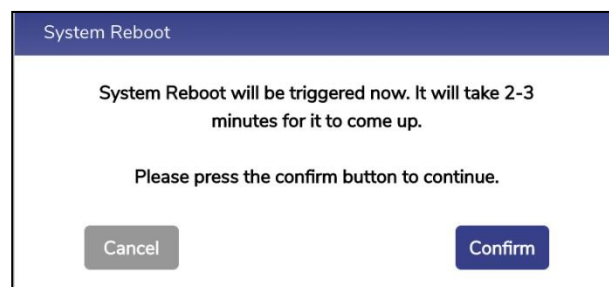 System Reboot
System Reboot will be triggered now. It will take 2-3
minutes for it to come up.
Please press the confirm button to continue.
Cancel
Confirm